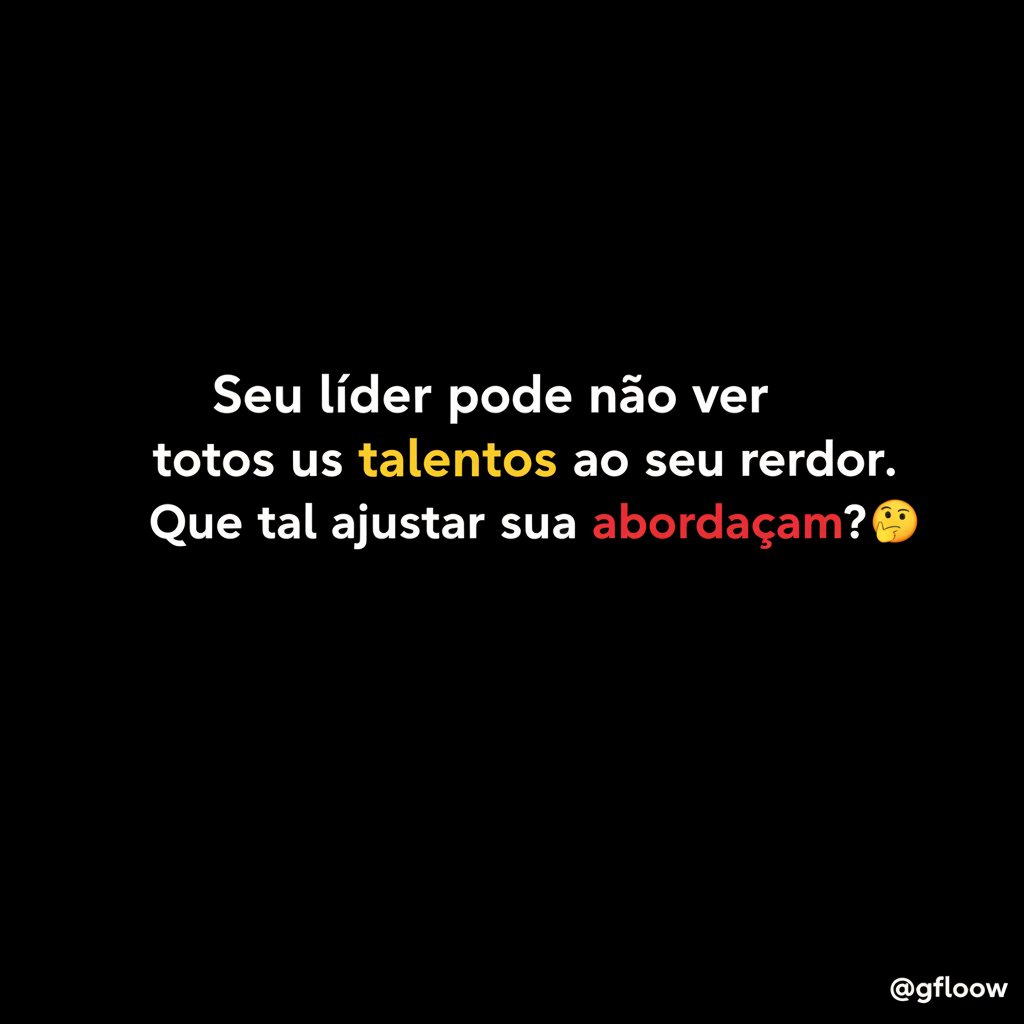 Seu líder pode não ver
totos us talentos ao seu rerdor.
Que tal ajustar sua abordaçam?🤔
@gfloow